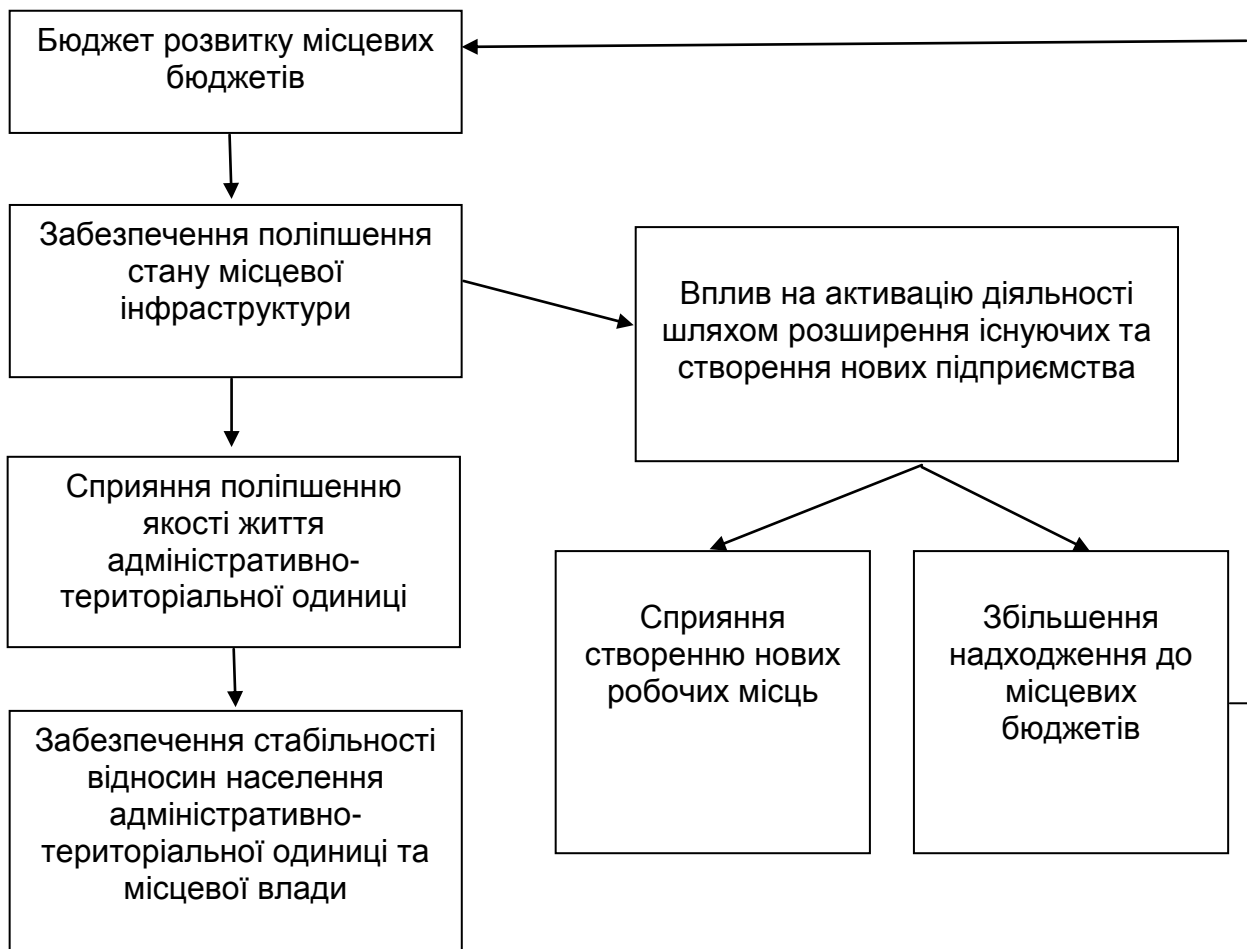 Бюджет розвитку місцевих
бюджетів
Забезпечення поліпшення
стану місцевої
інфраструктури
Вплив на активацію діяльності
шляхом розширення існуючих та
створення нових підприємства
Сприяння поліпшенню
якості життя
адміністративно-
територіальної одиниці
Сприяння
створенню нових
робочих місць
Збільшення
надходження до
місцевих
бюджетів
Забезпечення стабільності
відносин населення
адміністративно-
територіальної одиниці та
місцевої влади